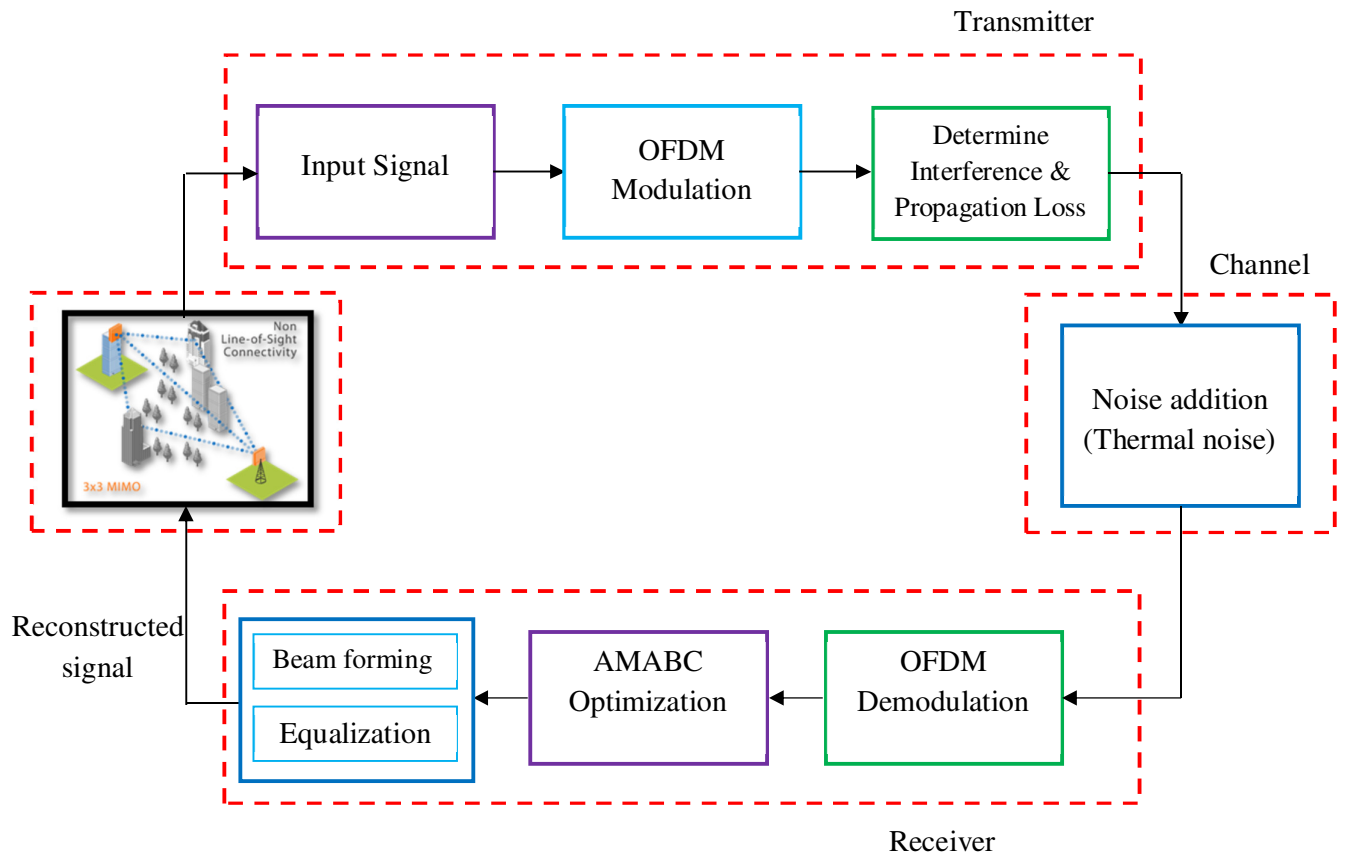 Transmitter
Input Signal
OFDM
Modulation
Determine
Interference &
Propagation Loss
Channel
Non
Line-of-Sight
Connectivity
3x3 MIMO
Noise addition
(Thermal noise)
Reconstructed
signal
Beam forming
Equalization
AMABC
Optimization
OFDM
Demodulation
Receiver